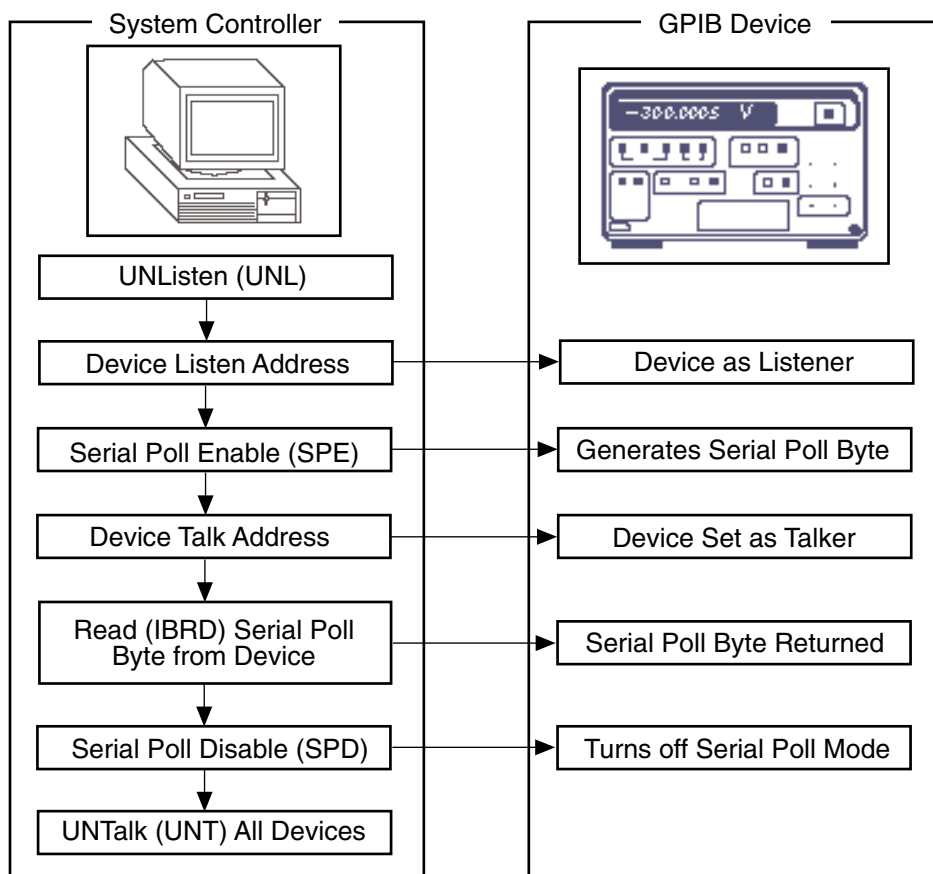 System Controller
GPIB Device
-300.000S V
UNListen (UNL)
Device Listen Address
Device as Listener
Serial Poll Enable (SPE)
Generates Serial Poll Byte
Device Talk Address
Device Set as Talker
Read (IBRD) Serial Poll
Byte from Device
Serial Poll Byte Returned
Serial Poll Disable (SPD)
Turns off Serial Poll Mode
UNTalk (UNT) All Devices